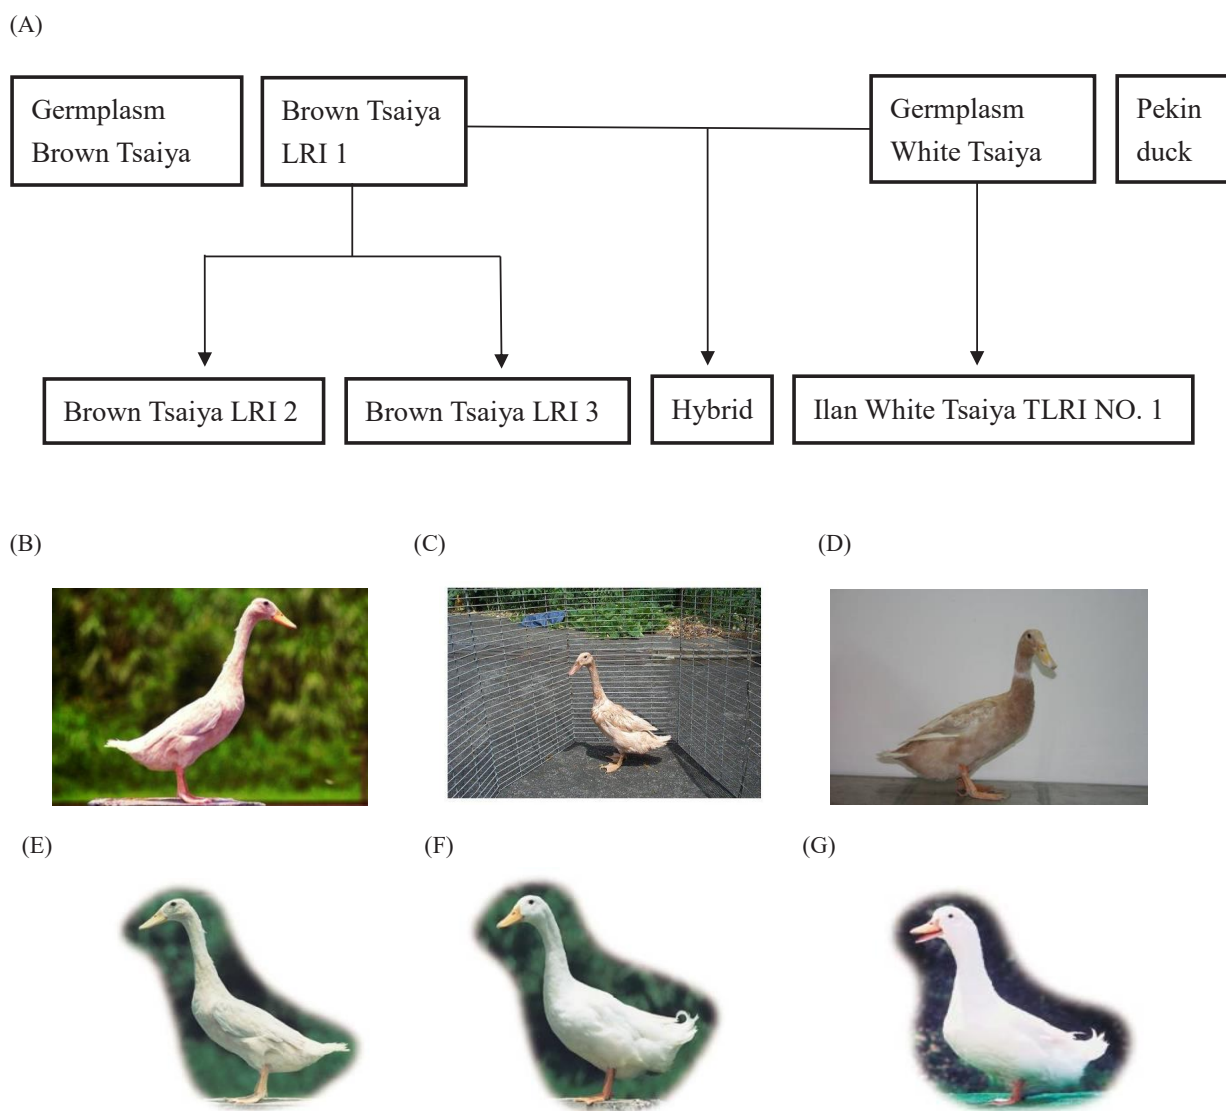 (A)
Germplasm
Brown Tsaiya
Brown Tsaiya
LRI 1
Germplasm
White Tsaiya
Pekin
duck
Brown Tsaiya LRI 2
Brown Tsaiya LRI 3
Hybrid
Ilan White Tsaiya TLRI NO. 1
(B)
(C)
(D)
(E)
(F)
(G)